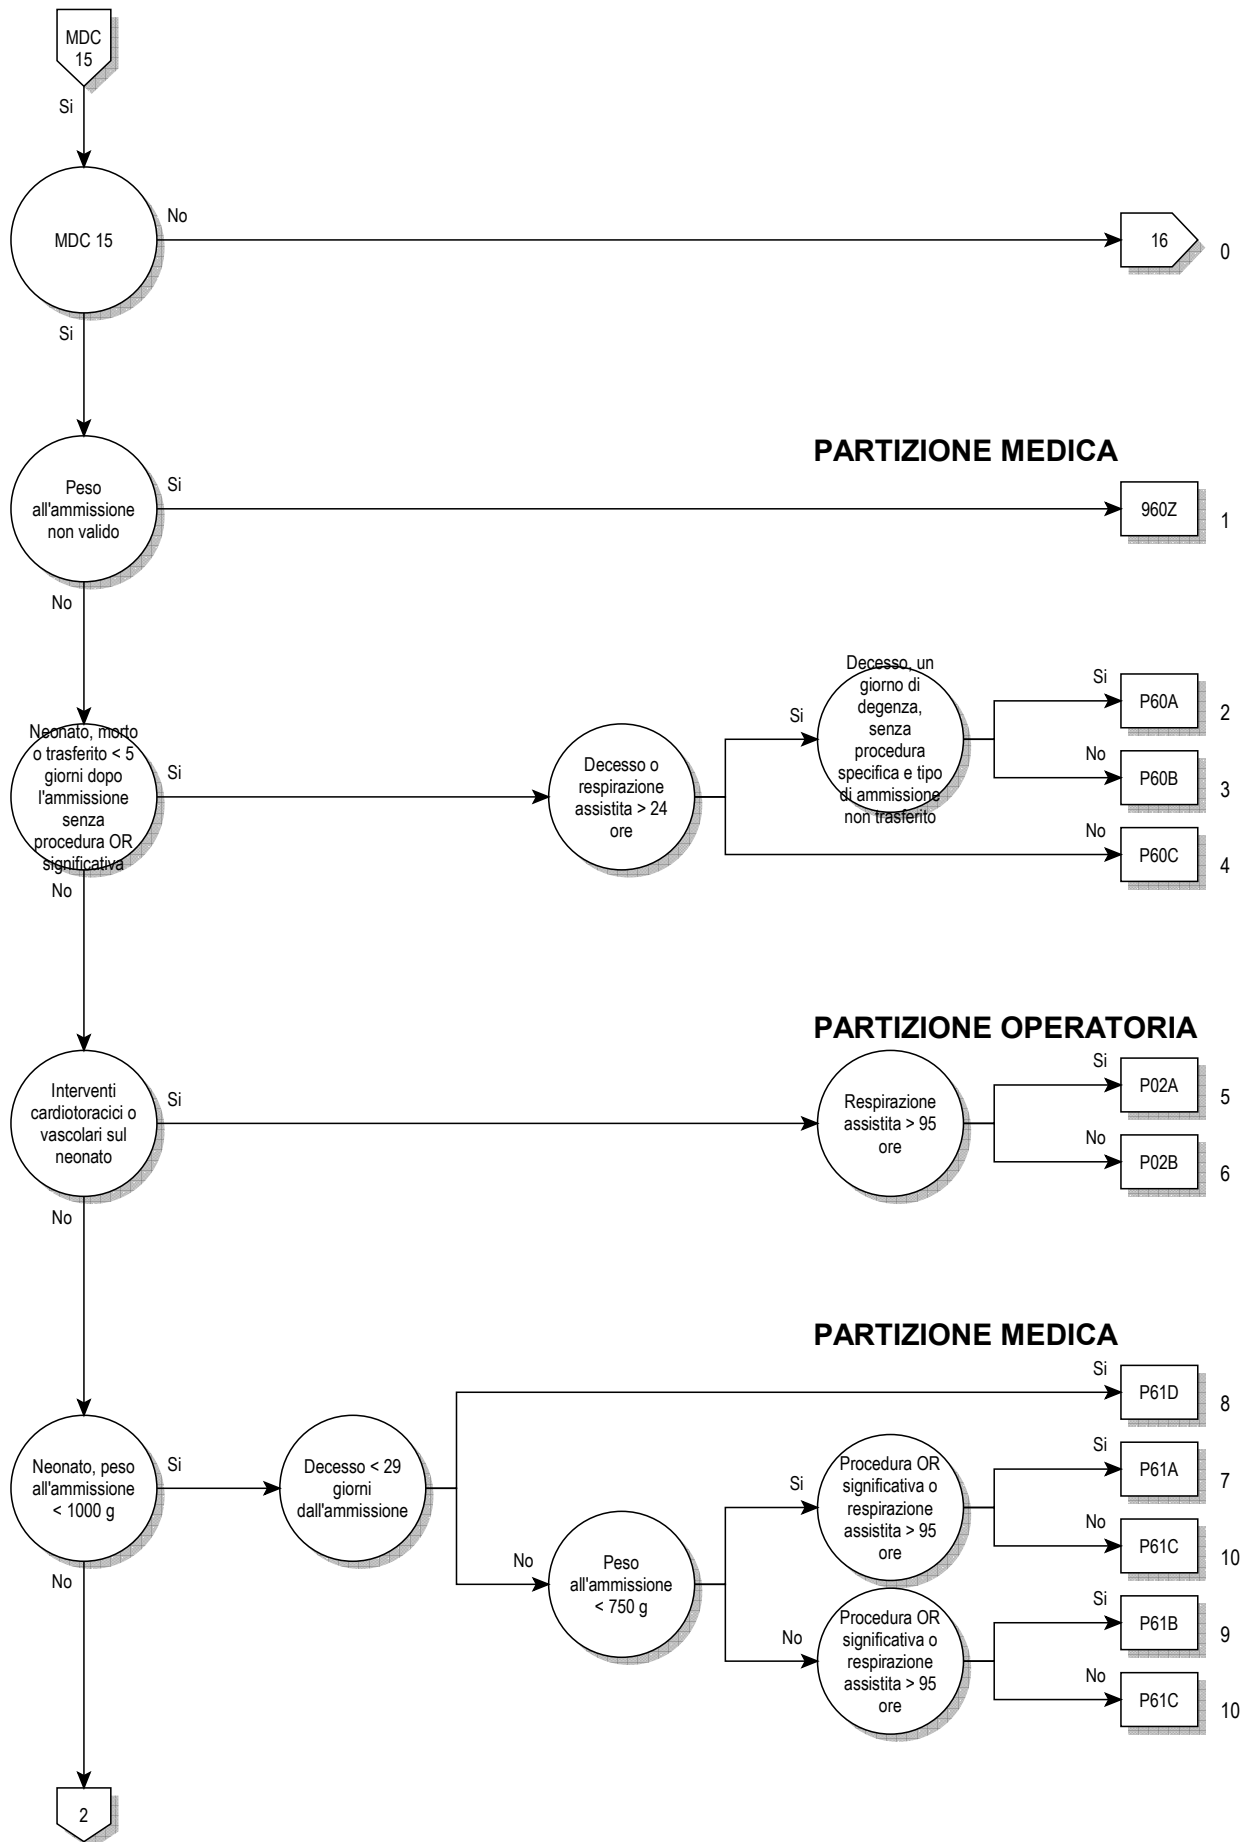 MDC
15
Si
MDC 15
No
16
0
Si
PARTIZIONE MEDICA
Peso
all'ammissione
non valido
Si
960Z
1
No
Neonato, morto
o trasferito < 5
giorni dopo
l'ammissione
senza
procedura OR
significativa
Si
Decesso o
respirazione
assistita > 24
ore
Si
Decesso, un
giorno di
degenza,
senza
procedura
specifica e tipo
di ammissione
non trasferito
Si
P60A
2
No
P60B
3
No
P60C
4
No
PARTIZIONE OPERATORIA
Interventi
cardiotoracici o
vascolari sul
neonato
Si
Respirazione
assistita > 95
ore
Si
P02A
5
No
P02B
6
No
PARTIZIONE MEDICA
Neonato, peso
all'ammissione
< 1000 g
Si
Decesso < 29
giorni
dall'ammissione
Si
P61D
8
No
Peso
all'ammissione
< 750 g
Si
Procedura OR
significativa o
respirazione
assistita > 95
ore
Si
P61A
7
No
P61C
10
No
Procedura OR
significativa o
respirazione
assistita > 95
ore
Si
P61B
9
No
P61C
10
No
2